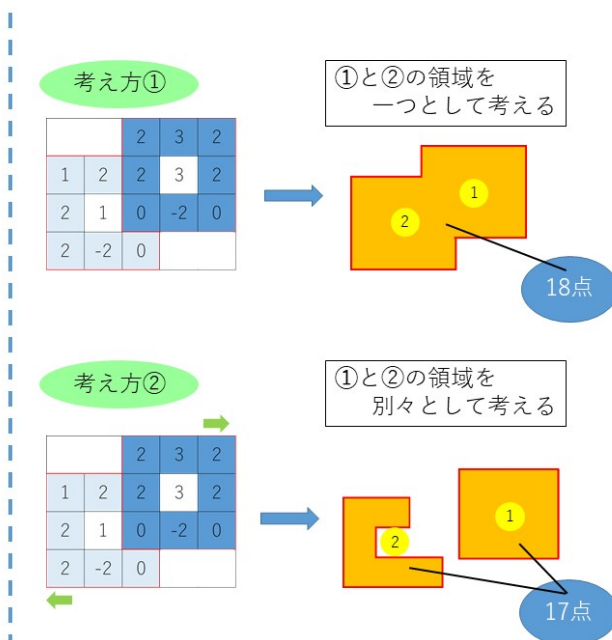 考え方①
①と②の領域を
一つとして考える
2 3 2
1 2 2 3 2
2 1 0 -2 0
2 -2 0
①
②
18点
考え方②
①と②の領域を
別々として考える
2 3 2
1 2 2 3 2
2 1 0 -2 0
2 -2 0
①
②
17点